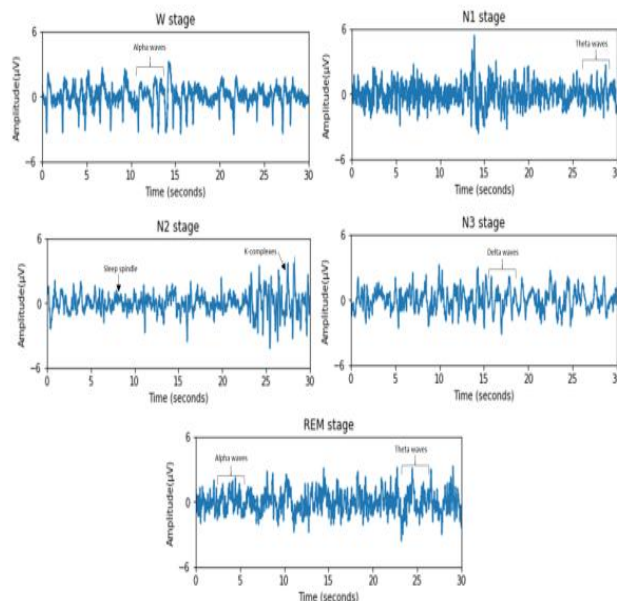 W stage
6
Alpha waves
Amplitude(μV)
0
−6
0 5 10 15 20 25 30
Time (seconds)
N1 stage
6
Theta waves
Amplitude(μV)
0
−6
0 5 10 15 20 25 30
Time (seconds)
N2 stage
6
K-complexes
Sleep spindle
Amplitude(μV)
0
−6
0 5 10 15 20 25 30
Time (seconds)
N3 stage
6
Delta waves
Amplitude(μV)
0
−6
0 5 10 15 20 25 30
Time (seconds)
REM stage
6
Alpha waves Theta waves
Amplitude(μV)
0
−6
0 5 10 15 20 25 30
Time (seconds)